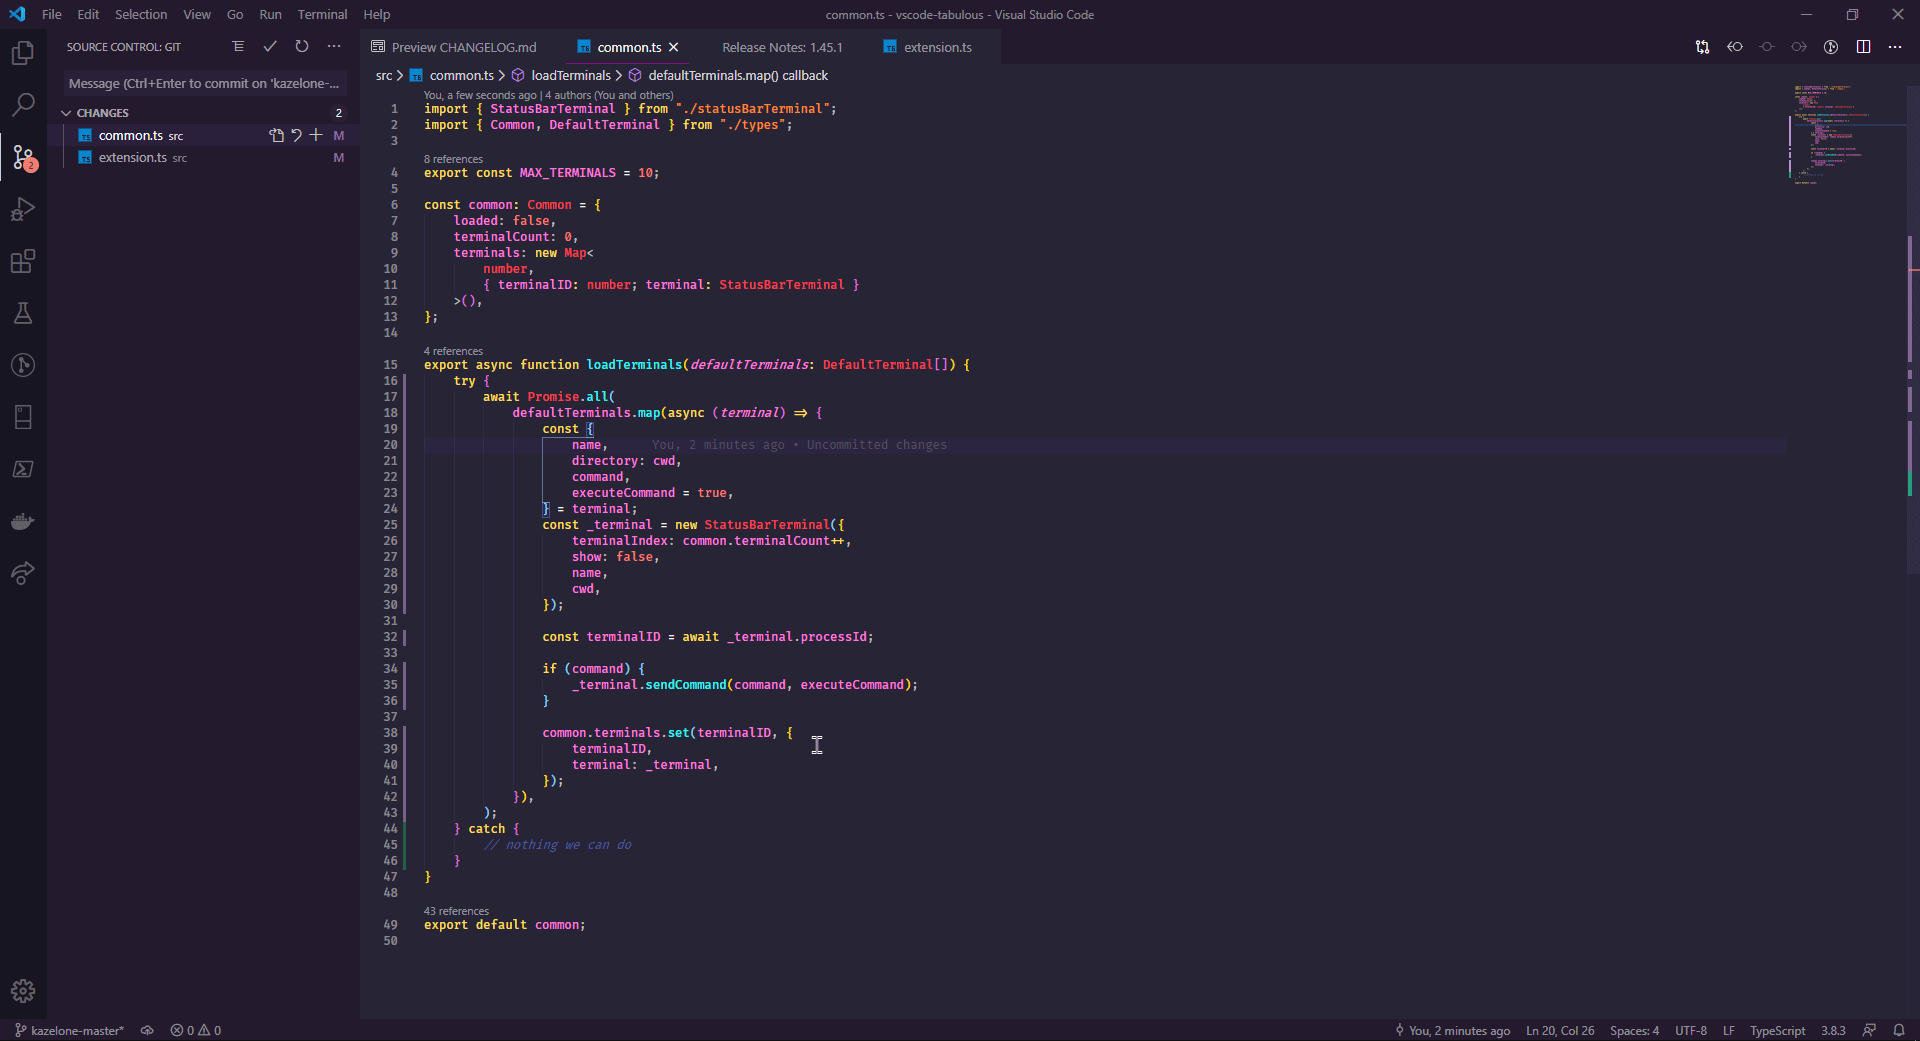 File Edit Selection View Go Run Terminal Help
common.ts - vscode-tabulous - Visual Studio Code
SOURCE CONTROL: GIT
Message (Ctrl+Enter to commit on 'kazelone-...
CHANGES 2
common.ts src M
extension.ts src M
2
Preview CHANGELOG.md common.ts Release Notes: 1.45.1 extension.ts
src > common.ts > loadTerminals > defaultTerminals.map() callback
You, a few seconds ago | 4 authors (You and others)
1 import { StatusBarTerminal } from "./statusBarTerminal";
2 import { Common, DefaultTerminal } from "./types";
3
8 references
4 export const MAX_TERMINALS = 10;
5
6 const common: Common = {
7 loaded: false,
8 terminalCount: 0,
9 terminals: new Map<
10 number,
11 { terminalID: number; terminal: StatusBarTerminal }
12 >(),
13 };
14
4 references
15 export async function loadTerminals(defaultTerminals: DefaultTerminal[]) {
16 try {
17 await Promise.all(
18 defaultTerminals.map(async (terminal) => {
19 const {
20 name, You, 2 minutes ago • Uncommitted changes
21 directory: cwd,
22 command,
23 executeCommand = true,
24 } = terminal;
25 const _terminal = new StatusBarTerminal({
26 terminalIndex: common.terminalCount++,
27 show: false,
28 name,
29 cwd,
30 });
31
32 const terminalID = await _terminal.processId;
33
34 if (command) {
35 _terminal.sendCommand(command, executeCommand);
36 }
37
38 common.terminals.set(terminalID, {
39 terminalID,
40 terminal: _terminal,
41 });
42 }),
43 );
44 } catch {
45 // nothing we can do
46 }
47 }
48
43 references
49 export default common;
50
kazelone-master* 0 0 You, 2 minutes ago Ln 20, Col 26 Spaces: 4 UTF-8 LF TypeScript 3.8.3